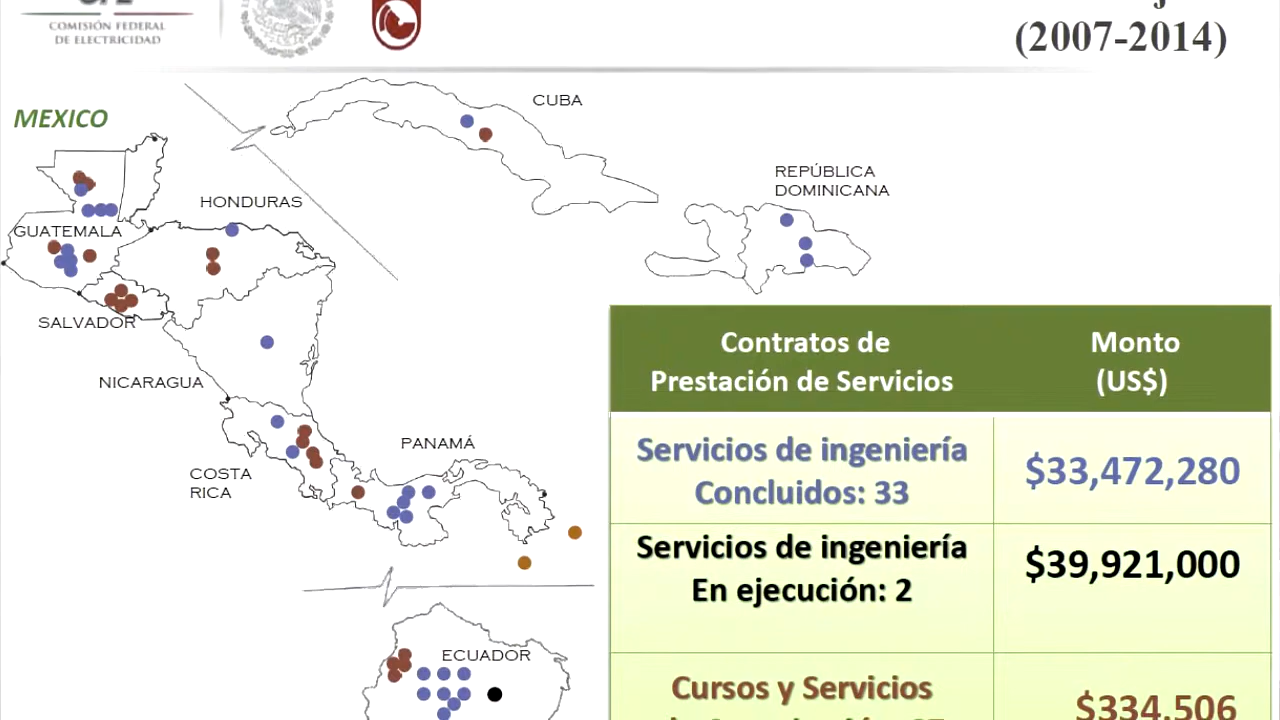 COMISIÓN FEDERAL
DE ELECTRICIDAD
(2007-2014)
MEXICO
CUBA
REPÚBLICA
DOMINICANA
HONDURAS
GUATEMALA
SALVADOR
NICARAGUA
COSTA
RICA
PANAMÁ
ECUADOR
Contratos de
Prestación de Servicios
Monto
(US$)
Servicios de ingeniería
Concluidos: 33
$33,472,280
Servicios de ingeniería
En ejecución: 2
$39,921,000
Cursos y Servicios
$334,506